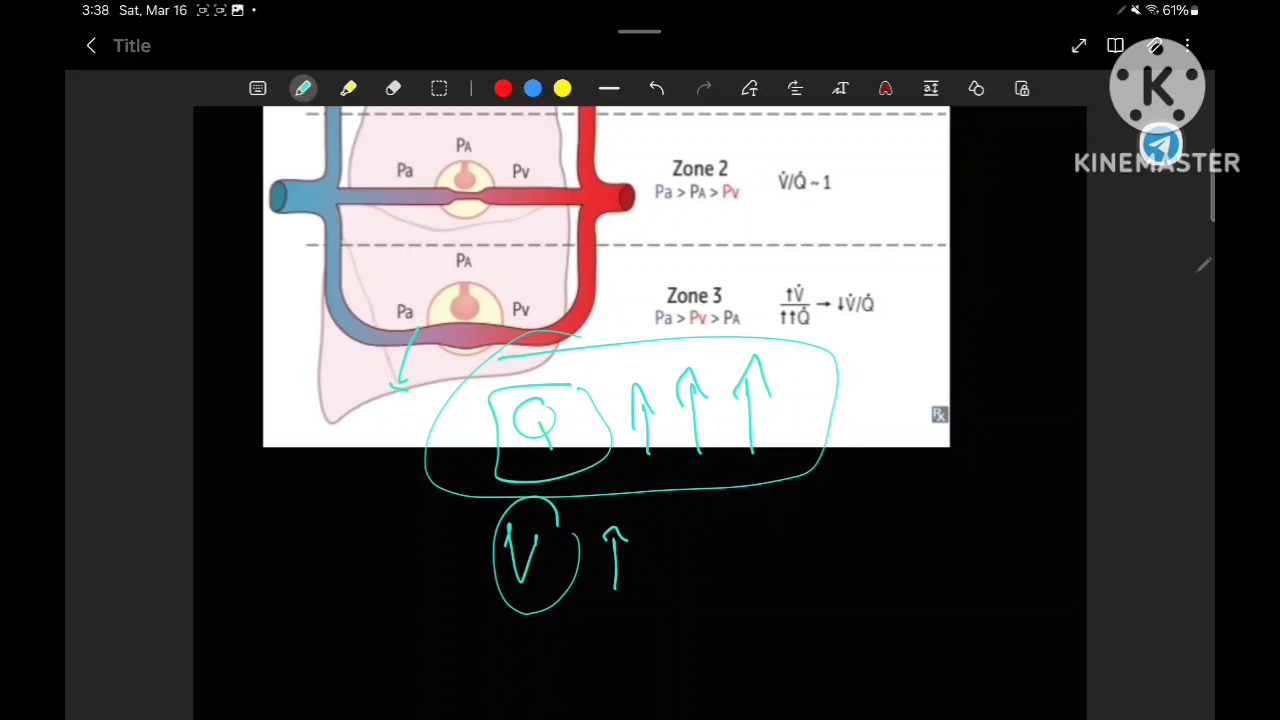 3:38 Sat, Mar 16
61%
Title
K
KINEMASTER
PA
Pa
Pv
Zone 2
Pa > PA > Pv
V̇/Q̇ ~ 1
PA
Pa
Pv
Zone 3
Pa > Pv > PA
↑V̇
↑↑Q̇
→ ↓V̇/Q̇
Rx
Q ↑ ↑ ↑
V ↑